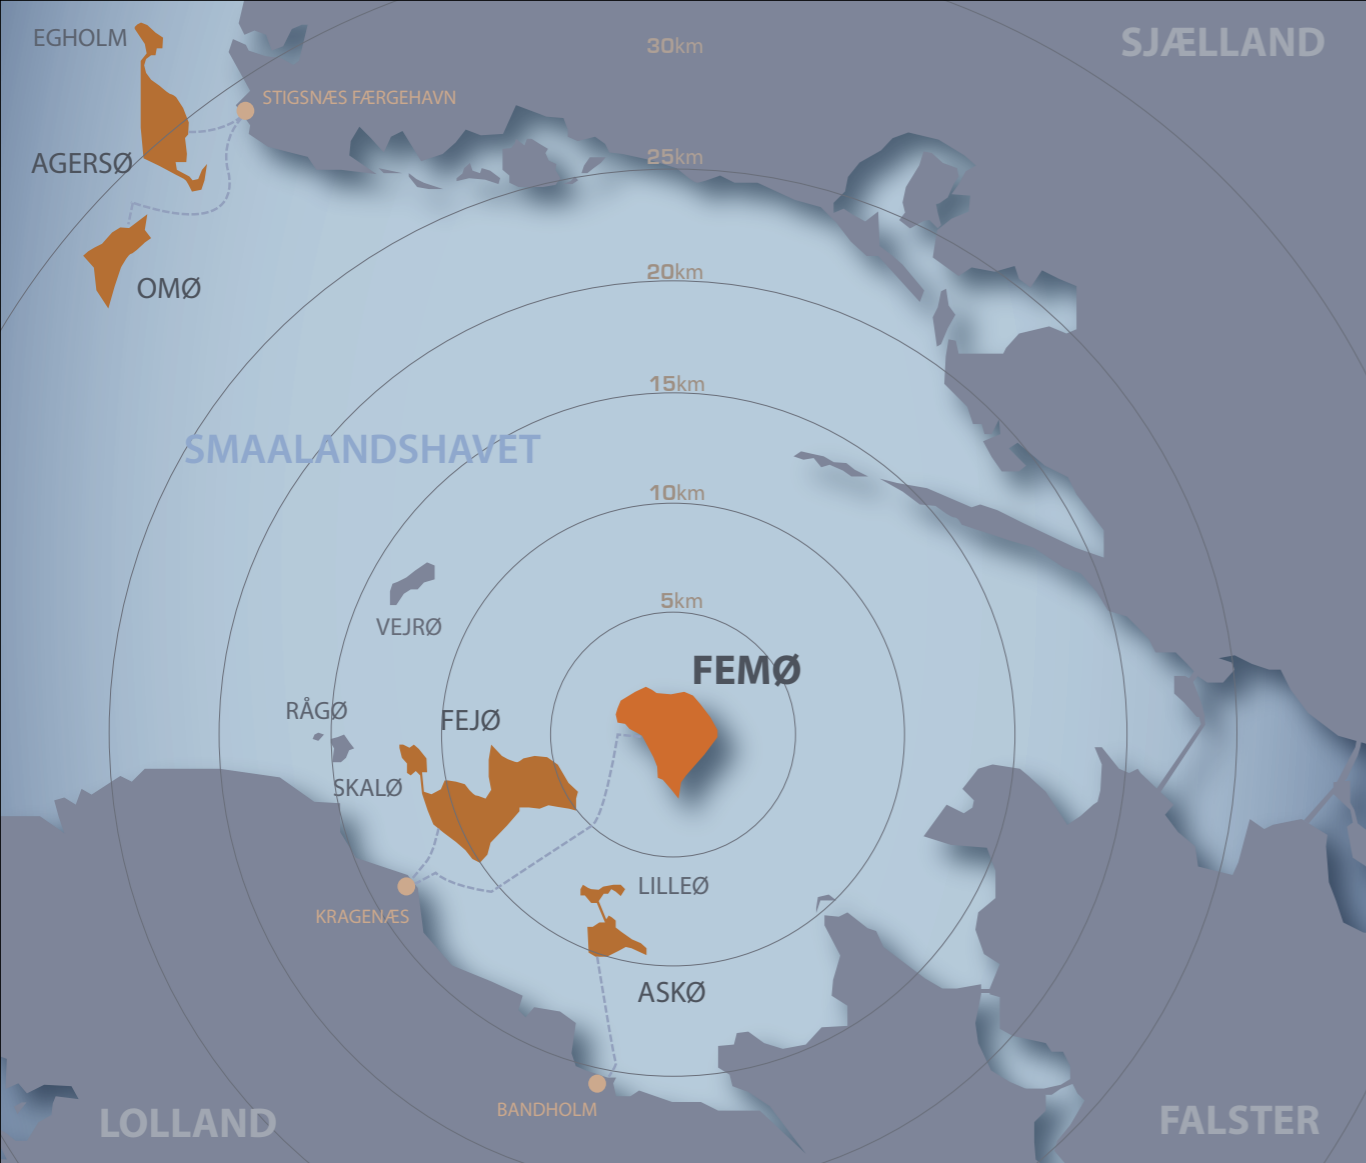 EGHOLM
SJÆLLAND
30km
STIGSNÆS FÆRGEHAVN
AGERSØ
25km
20km
OMØ
15km
SMAALANDSHAVET
10km
5km
VEJRØ
FEMØ
RÅGØ
FEJØ
SKALØ
LILLEØ
KRAGENÆS
ASKØ
BANDHOLM
LOLLAND
FALSTER